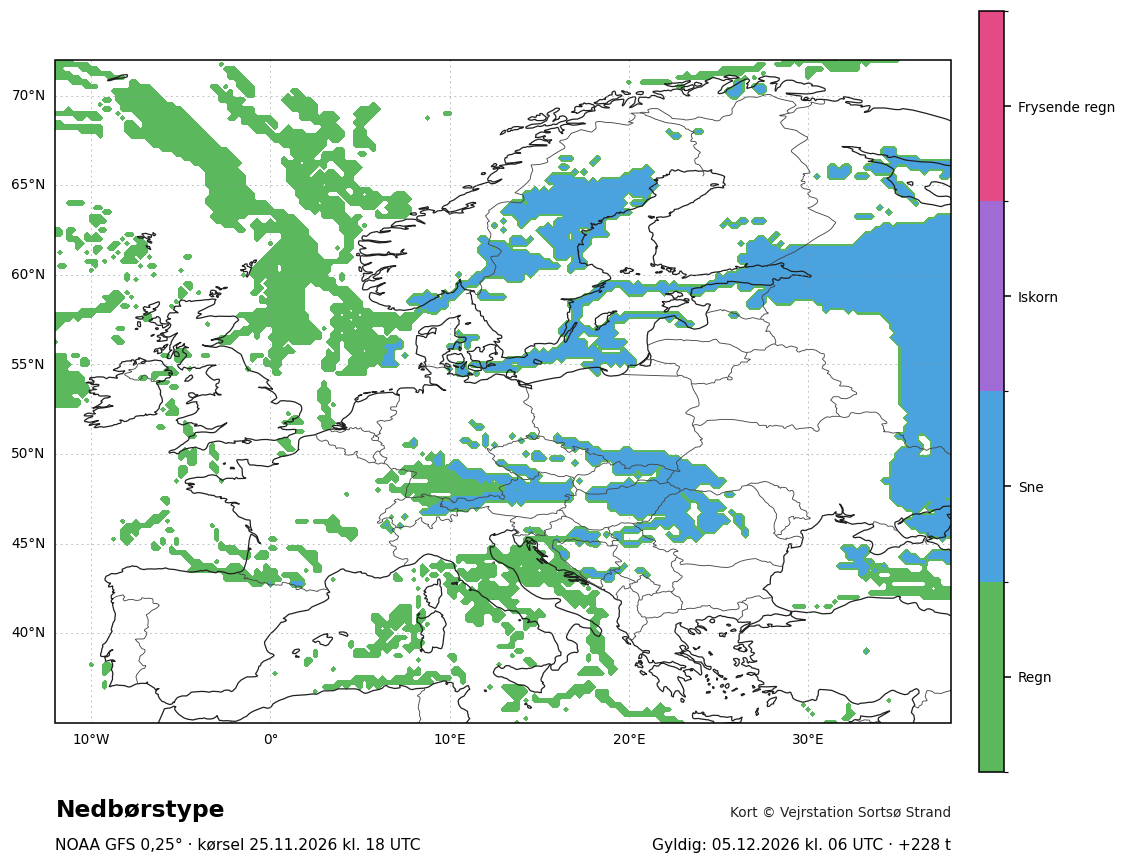 70°N
65°N
60°N
55°N
50°N
45°N
40°N
10°W
0°
10°E
20°E
30°E
Frysende regn
Iskorn
Sne
Regn
Nedbørstype
Kort © Vejrstation Sortsø Strand
NOAA GFS 0,25° · kørsel 25.11.2026 kl. 18 UTC
Gyldig: 05.12.2026 kl. 06 UTC · +228 t